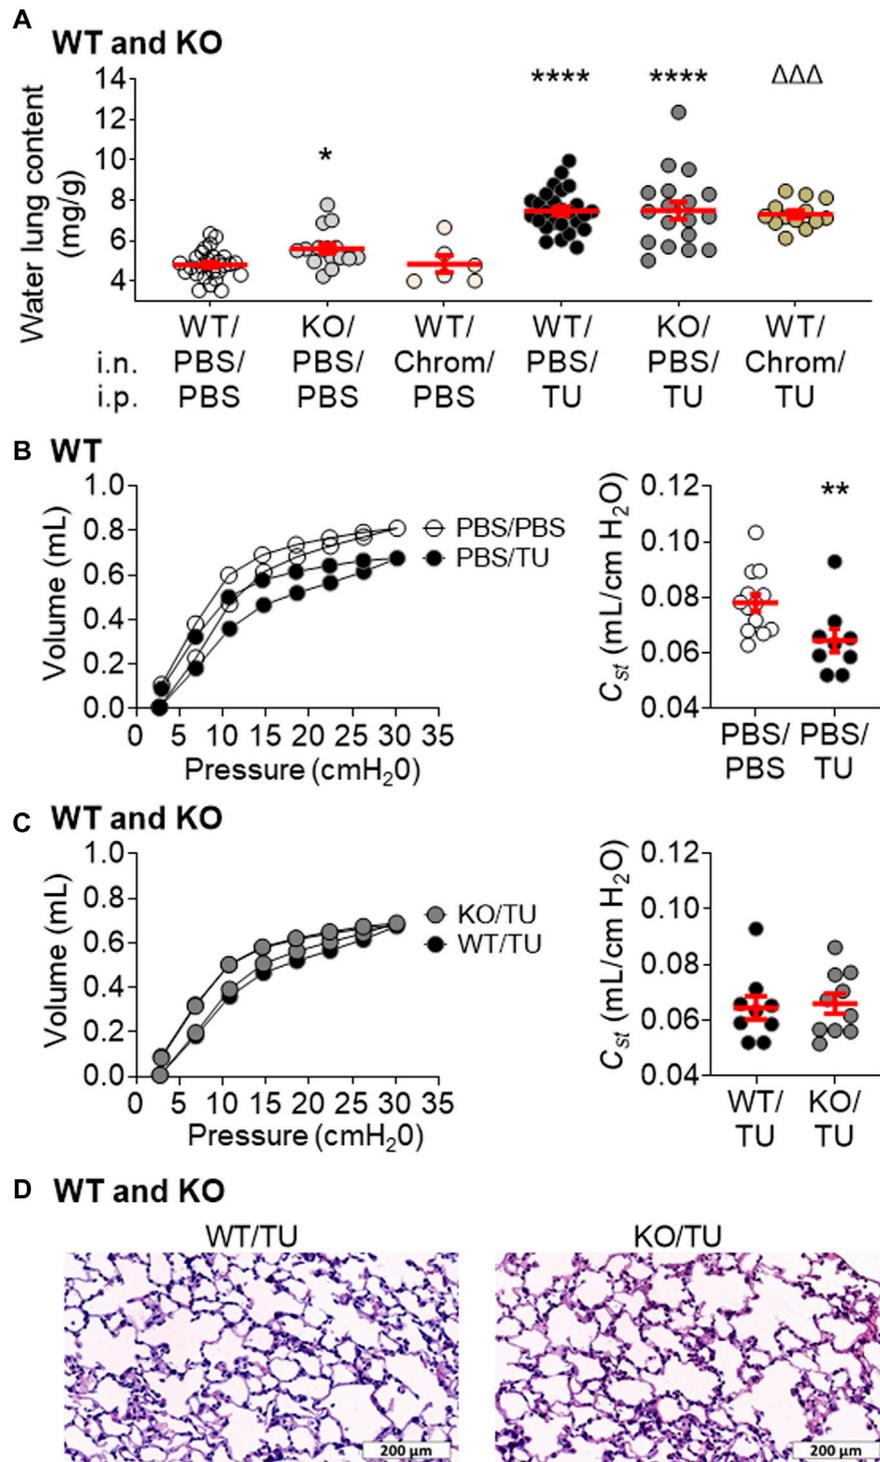 A
WT and KO
Water lung content
(mg/g)
14
12
10
8
6
4
*
****
****
ΔΔΔ
WT/ KO/ WT/ WT/ KO/ WT/
i.n. PBS/ PBS/ Chrom/ PBS/ PBS/ Chrom/
i.p. PBS PBS PBS TU TU TU
B WT
Volume (mL)
1.0
0.8
0.6
0.4
0.2
0.0
0 5 10 15 20 25 30 35
Pressure (cmH₂0)
PBS/PBS
PBS/TU
Cst (mL/cm H₂O)
0.12
0.10
0.08
0.06
0.04
**
PBS/ PBS/
PBS TU
C WT and KO
Volume (mL)
1.0
0.8
0.6
0.4
0.2
0.0
0 5 10 15 20 25 30 35
Pressure (cmH₂0)
KO/TU
WT/TU
Cst (mL/cm H₂O)
0.12
0.10
0.08
0.06
0.04
WT/ KO/
TU TU
D WT and KO
WT/TU KO/TU
200 µm 200 µm